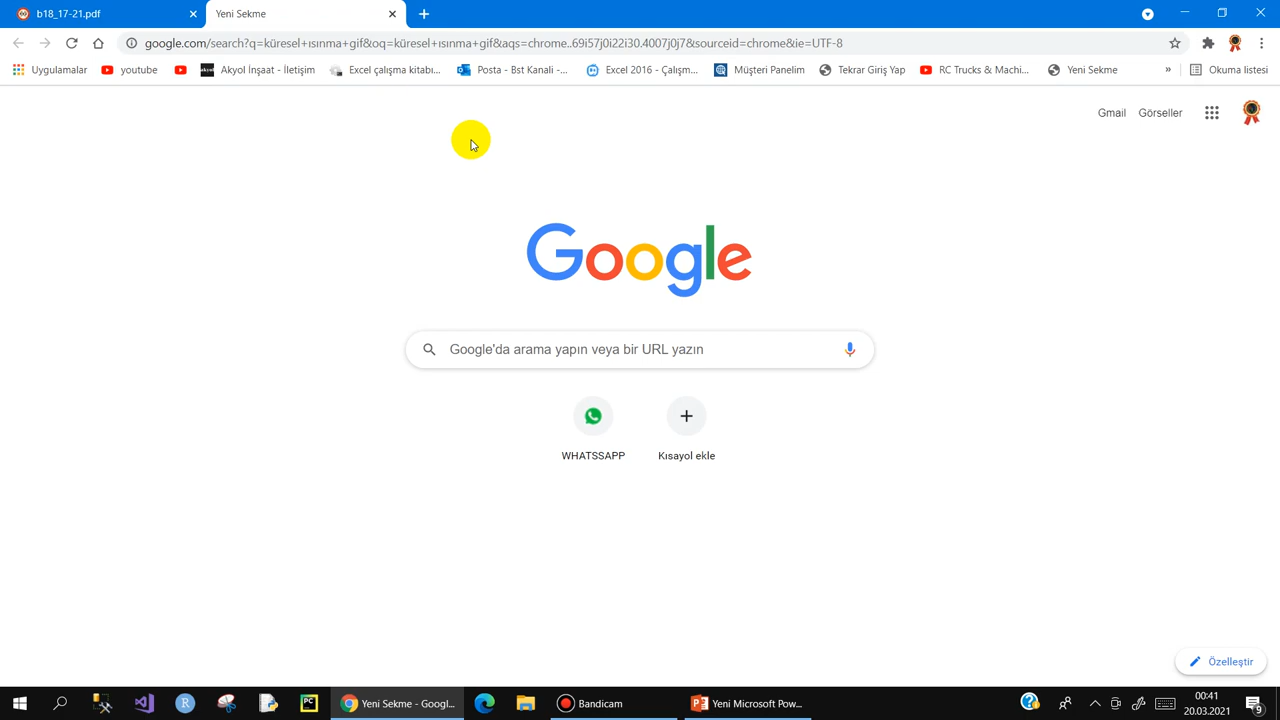 b18_17-21.pdf
Yeni Sekme
google.com/search?q=küresel+ısınma+gif&oq=küresel+ısınma+gif&aqs=chrome..69i57j0i22i30.4007j0j7&sourceid=chrome&ie=UTF-8
Uygulamalar
youtube
Akyol İnşaat - İletişim
Excel çalışma kitabı...
Posta - Bst Kanalı -...
Excel 2016 - Çalışm...
Müşteri Panelim
Tekrar Giriş Yap
RC Trucks & Machi...
Yeni Sekme
»
Okuma listesi
Gmail
Görseller
Google
Google'da arama yapın veya bir URL yazın
WHATSSAPP
Kısayol ekle
Özelleştir
PC
Yeni Sekme - Googl...
Bandicam
Yeni Microsoft Pow...
00:41
20.03.2021
9